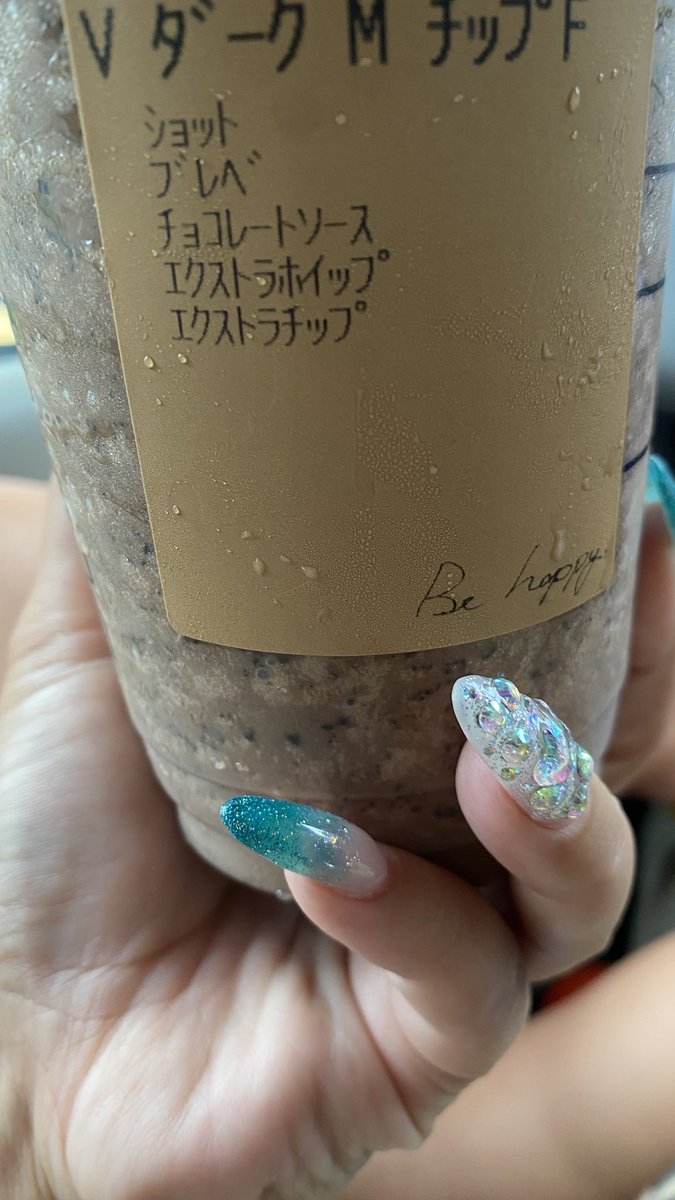 V ダーク M チップF
ショット
ブレベ
チョコレートソース
エクストラホイップ
エクストラチップ
Be happy.